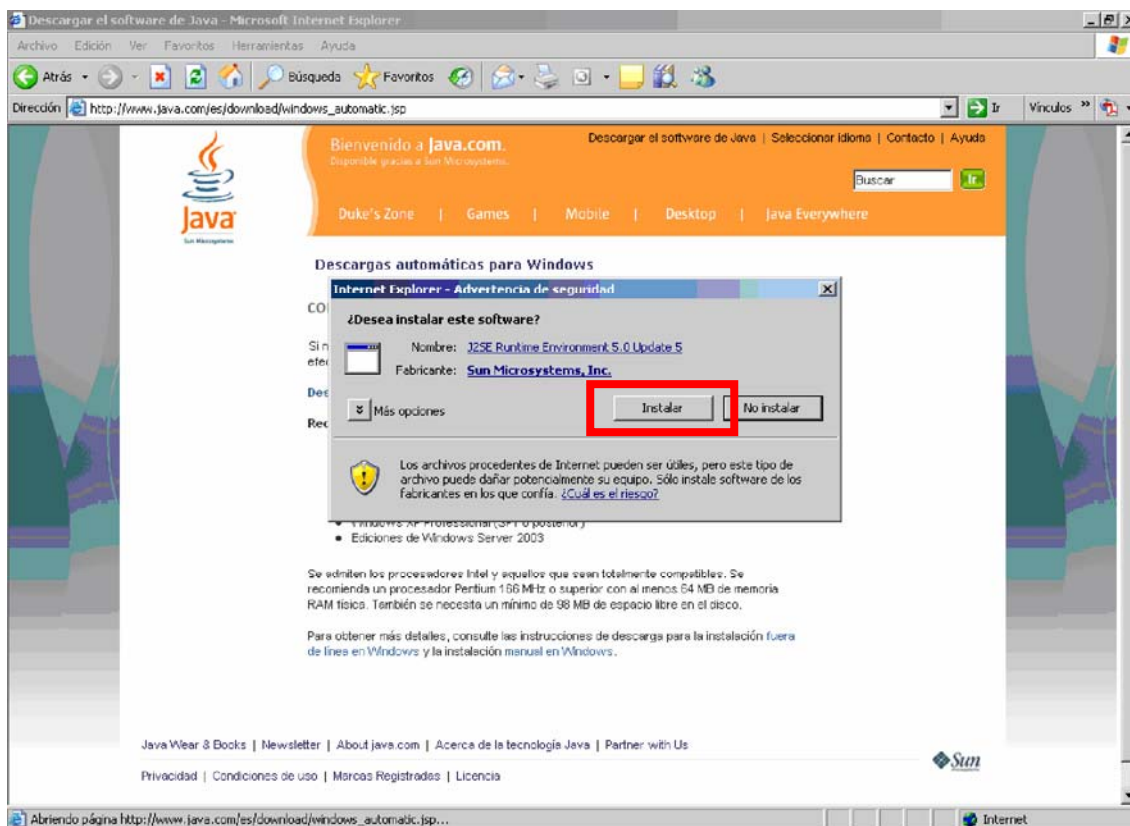 Descargar el software de Java - Microsoft Internet Explorer
Archivo Edición Ver Favoritos Herramientas Ayuda
Atrás Búsqueda Favoritos
Dirección http://www.java.com/es/download/windows_automatic.jsp Ir Vínculos »
Java
Sun Microsystems
Bienvenido a Java.com.
Disponible gracias a Sun Microsystems.
Descargar el software de Java | Seleccionar idioma | Contacto | Ayuda
Buscar Ir
Duke's Zone | Games | Mobile | Desktop | Java Everywhere
Descargas automáticas para Windows
Internet Explorer - Advertencia de seguridad
¿Desea instalar este software?
Nombre: J2SE Runtime Environment 5.0 Update 5
Fabricante: Sun Microsystems, Inc.
Más opciones Instalar No instalar
Los archivos procedentes de Internet pueden ser útiles, pero este tipo de
archivo puede dañar potencialmente su equipo. Sólo instale software de los
fabricantes en los que confía. ¿Cuál es el riesgo?
• Windows XP Professional (SP1 o posterior)
• Ediciones de Windows Server 2003
Se admiten los procesadores Intel y aquellos que sean totalmente compatibles. Se
recomienda un procesador Pentium 166 MHz o superior con al menos 64 MB de memoria
RAM física. También se necesita un mínimo de 98 MB de espacio libre en el disco.
Para obtener más detalles, consulte las instrucciones de descarga para la instalación fuera
de línea en Windows y la instalación manual en Windows.
Java Wear & Books | Newsletter | About java.com | Acerca de la tecnología Java | Partner with Us
Privacidad | Condiciones de uso | Marcas Registradas | Licencia
Sun
Abriendo página http://www.java.com/es/download/windows_automatic.jsp... Internet